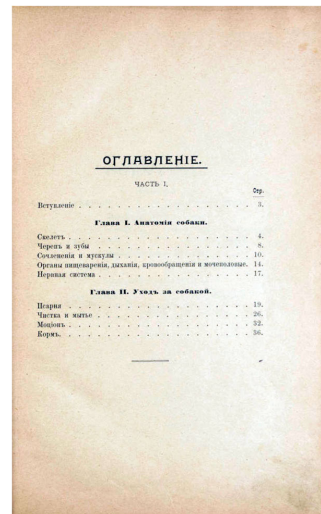 ОГЛАВЛЕНІЕ.
ЧАСТЬ I.
Стр.
Вступленіе . . . . . . . . . . . . . . . . . . . . 3.
Глава I. Анатомія собаки.
Скелетъ . . . . . . . . . . . . . . . . . . . . 4.
Черепъ и зубы . . . . . . . . . . . . . . . . . . 8.
Сочлененія и мускулы . . . . . . . . . . . . . . . 10.
Органы пищеваренія, дыханія, кровообращенія и мочеполовые. 14.
Нервная система . . . . . . . . . . . . . . . . . 17.
Глава II. Уходъ за собакой.
Псарня . . . . . . . . . . . . . . . . . . . . 19.
Чистка и мытье . . . . . . . . . . . . . . . . . 26.
Моціонъ . . . . . . . . . . . . . . . . . . . . 32.
Кормъ. . . . . . . . . . . . . . . . . . . . . 36.